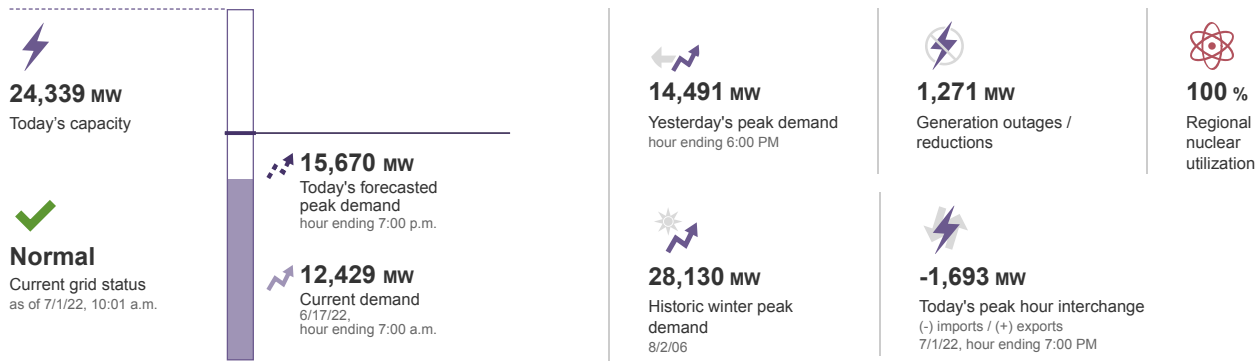 24,339 MW
Today's capacity
Normal
Current grid status
as of 7/1/22, 10:01 a.m.
15,670 MW
Today's forecasted
peak demand
hour ending 7:00 p.m.
12,429 MW
Current demand
6/17/22,
hour ending 7:00 a.m.
14,491 MW
Yesterday's peak demand
hour ending 6:00 PM
1,271 MW
Generation outages /
reductions
100 %
Regional
nuclear
utilization
28,130 MW
Historic winter peak
demand
8/2/06
-1,693 MW
Today's peak hour interchange
(-) imports / (+) exports
7/1/22, hour ending 7:00 PM